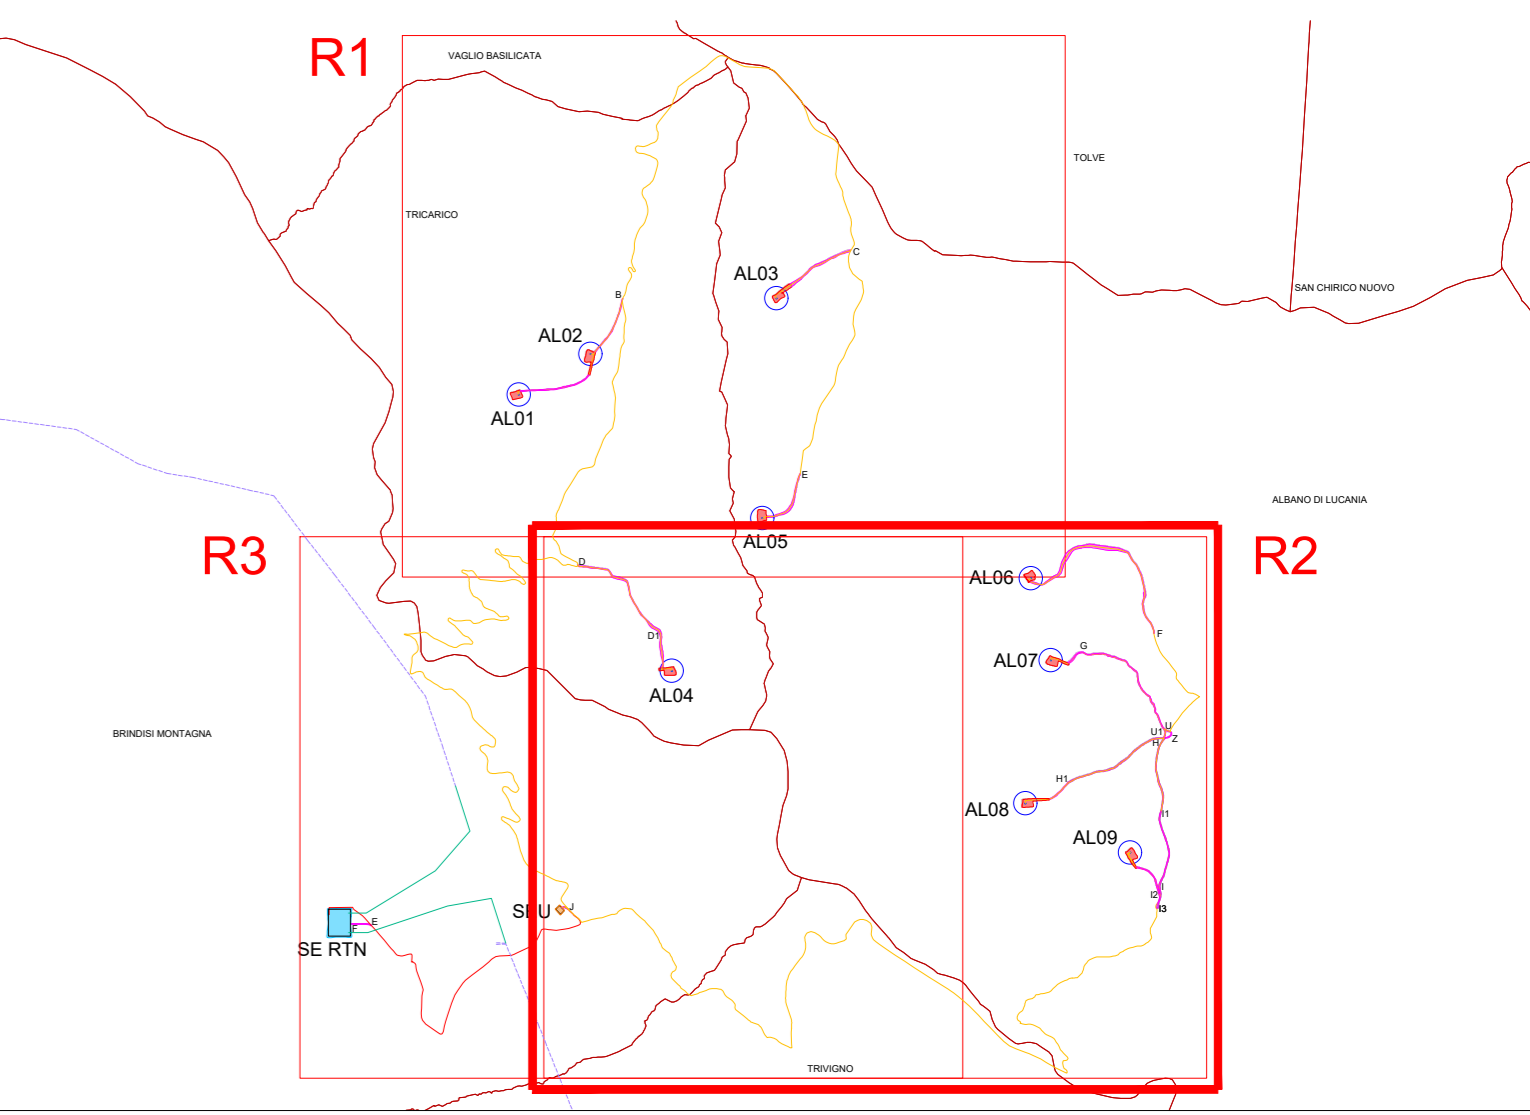 R1
VAGLIO BASILICATA
TOLVE
TRICARICO
C
AL03
SAN CHIRICO NUOVO
B
AL02
AL01
E
ALBANO DI LUCANIA
AL05
R3
R2
D
AL06
D1
F
G
AL07
AL04
U
U1
Z
H
BRINDISI MONTAGNA
H1
AL08
I1
AL09
I
I2
I3
SEU
J
E
F
SE RTN
TRIVIGNO